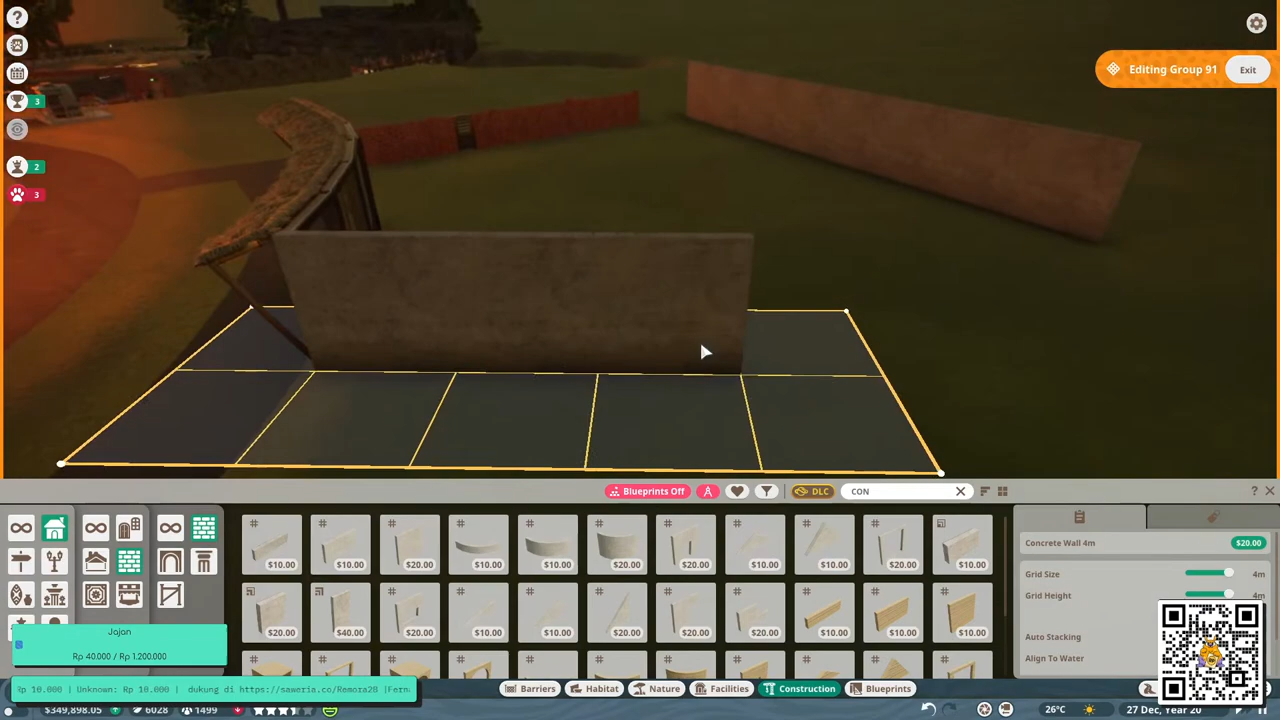 ?
Editing Group 91
Exit
3
2
3
Blueprints Off
DLC
CON
?
$10.00
$10.00
$20.00
$10.00
$10.00
$20.00
$20.00
$10.00
$10.00
$20.00
$10.00
$20.00
$40.00
$20.00
$10.00
$10.00
$20.00
$20.00
$10.00
$10.00
$10.00
$10.00
Concrete Wall 4m
$20.00
Grid Size
4m
Grid Height
4m
Auto Stacking
Align To Water
Jajan
Rp 40.000 / Rp 1.200.000
Rp 10.000 | Unknown: Rp 10.000 | dukung di https://saweria.co/Remora28 [Fern
Barriers
Habitat
Nature
Facilities
Construction
Blueprints
$349,898.05
6028
1499
26°C
27 Dec, Year 20